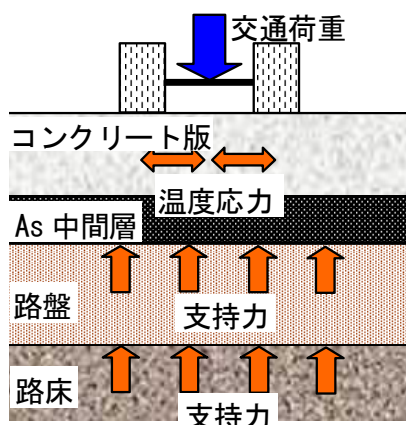 交通荷重
コンクリート版
温度応力
As 中間層
路盤
支持力
路床
支持力